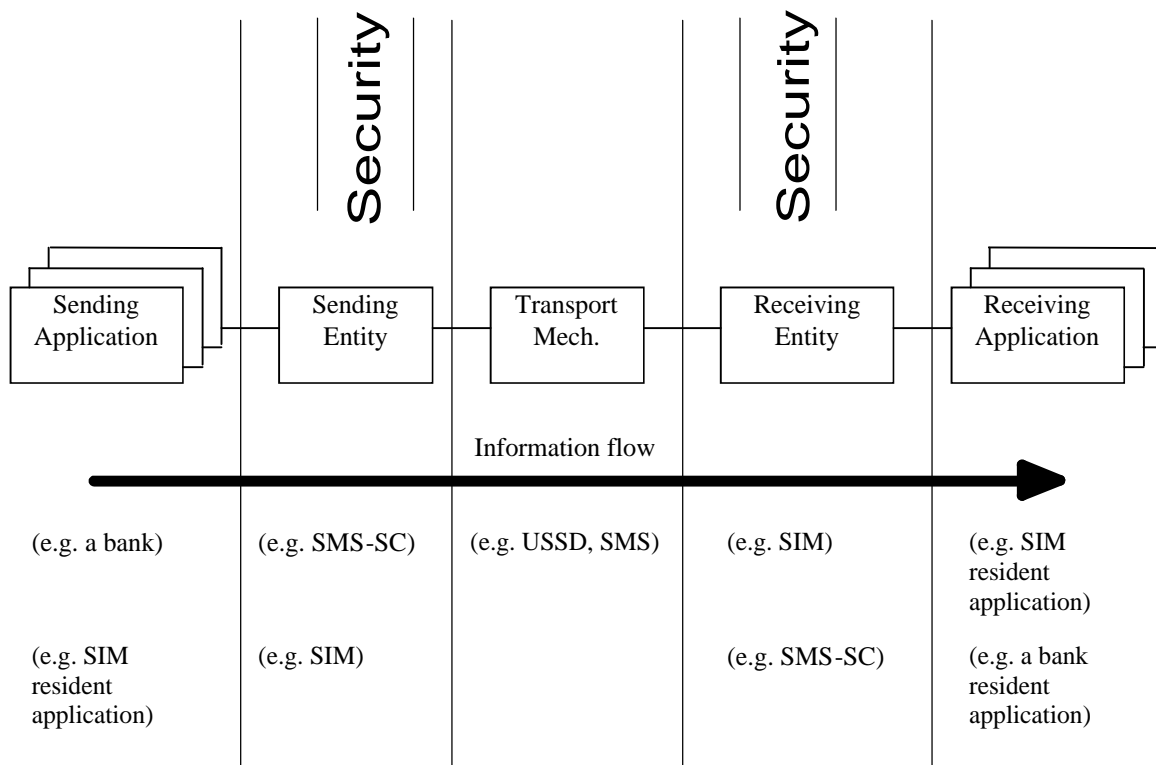 Security
Security
Sending
Application
Sending
Entity
Transport
Mech.
Receiving
Entity
Receiving
Application
Information flow
(e.g. a bank)
(e.g. SMS-SC)
(e.g. USSD, SMS)
(e.g. SIM)
(e.g. SIM
resident
application)
(e.g. SIM
resident
application)
(e.g. SIM)
(e.g. SMS-SC)
(e.g. a bank
resident
application)